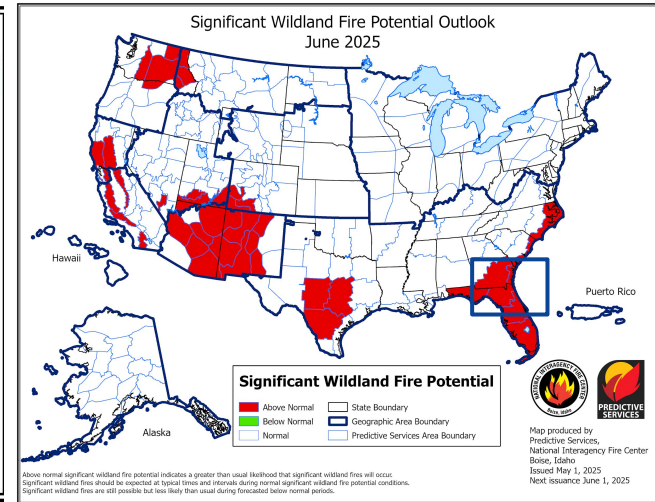 Significant Wildland Fire Potential Outlook
June 2025
Hawaii
Puerto Rico
Alaska
Significant Wildland Fire Potential
Above Normal
Below Normal
Normal
State Boundary
Geographic Area Boundary
Predictive Services Area Boundary
NATIONAL INTERAGENCY FIRE CENTER
Boise, Idaho
PREDICTIVE
SERVICES
Map produced by
Predictive Services,
National Interagency Fire Center
Boise, Idaho
Issued May 1, 2025
Next issuance June 1, 2025
Above normal significant wildland fire potential indicates a greater than usual likelihood that significant wildland fires will occur.
Significant wildland fires should be expected at typical times and intervals during normal significant wildland fire potential conditions.
Significant wildland fires are still possible but less likely than usual during forecasted below normal periods.